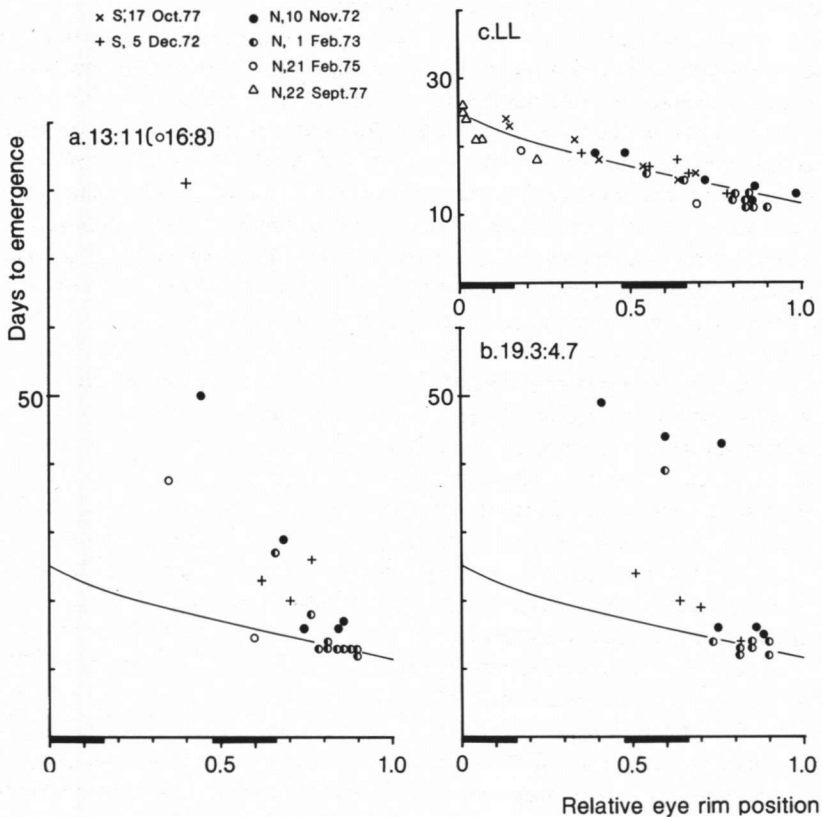 × S,17 Oct.77
+ S, 5 Dec.72
● N,10 Nov.72
◐ N, 1 Feb.73
○ N,21 Feb.75
△ N,22 Sept.77
c.LL
30
10
0 0.5 1.0
a.13:11(○16:8)
Days to emergence
50
0 0.5 1.0
b.19.3:4.7
50
0 0.5 1.0
Relative eye rim position